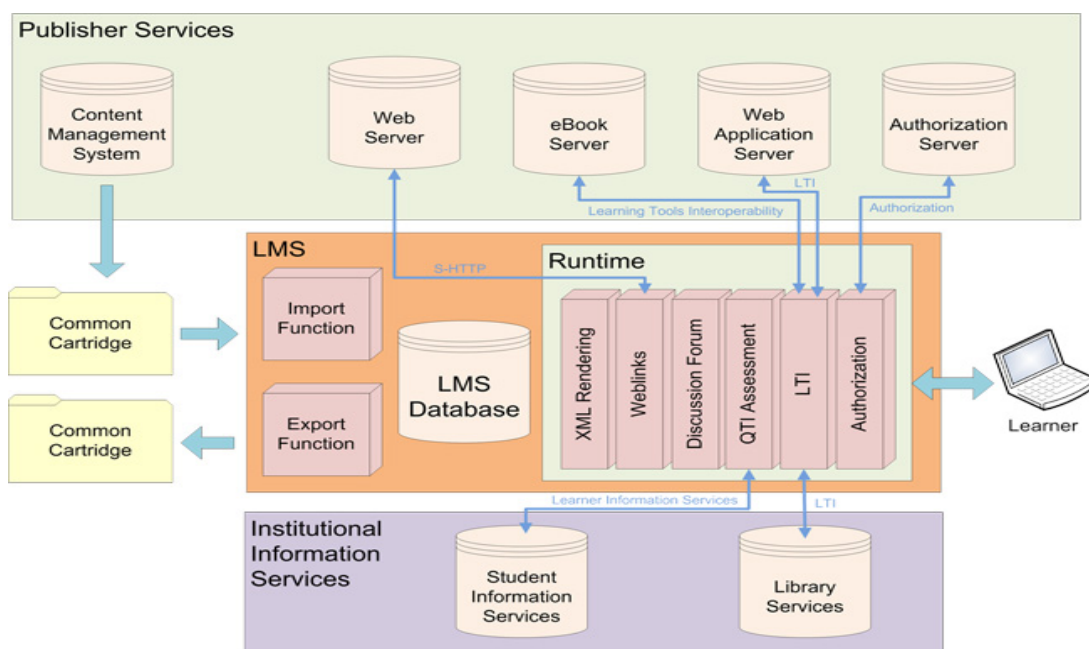 Publisher Services
Content
Management
System
Web
Server
eBook
Server
Web
Application
Server
Authorization
Server
LTI
Learning Tools Interoperability
Authorization
LMS
S-HTTP
Runtime
Import
Function
Common
Cartridge
LMS
Database
XML Rendering
Weblinks
Discussion Forum
QTI Assessment
LTI
Authorization
Export
Function
Common
Cartridge
Learner
Learner Information Services
LTI
Institutional
Information
Services
Student
Information
Services
Library
Services